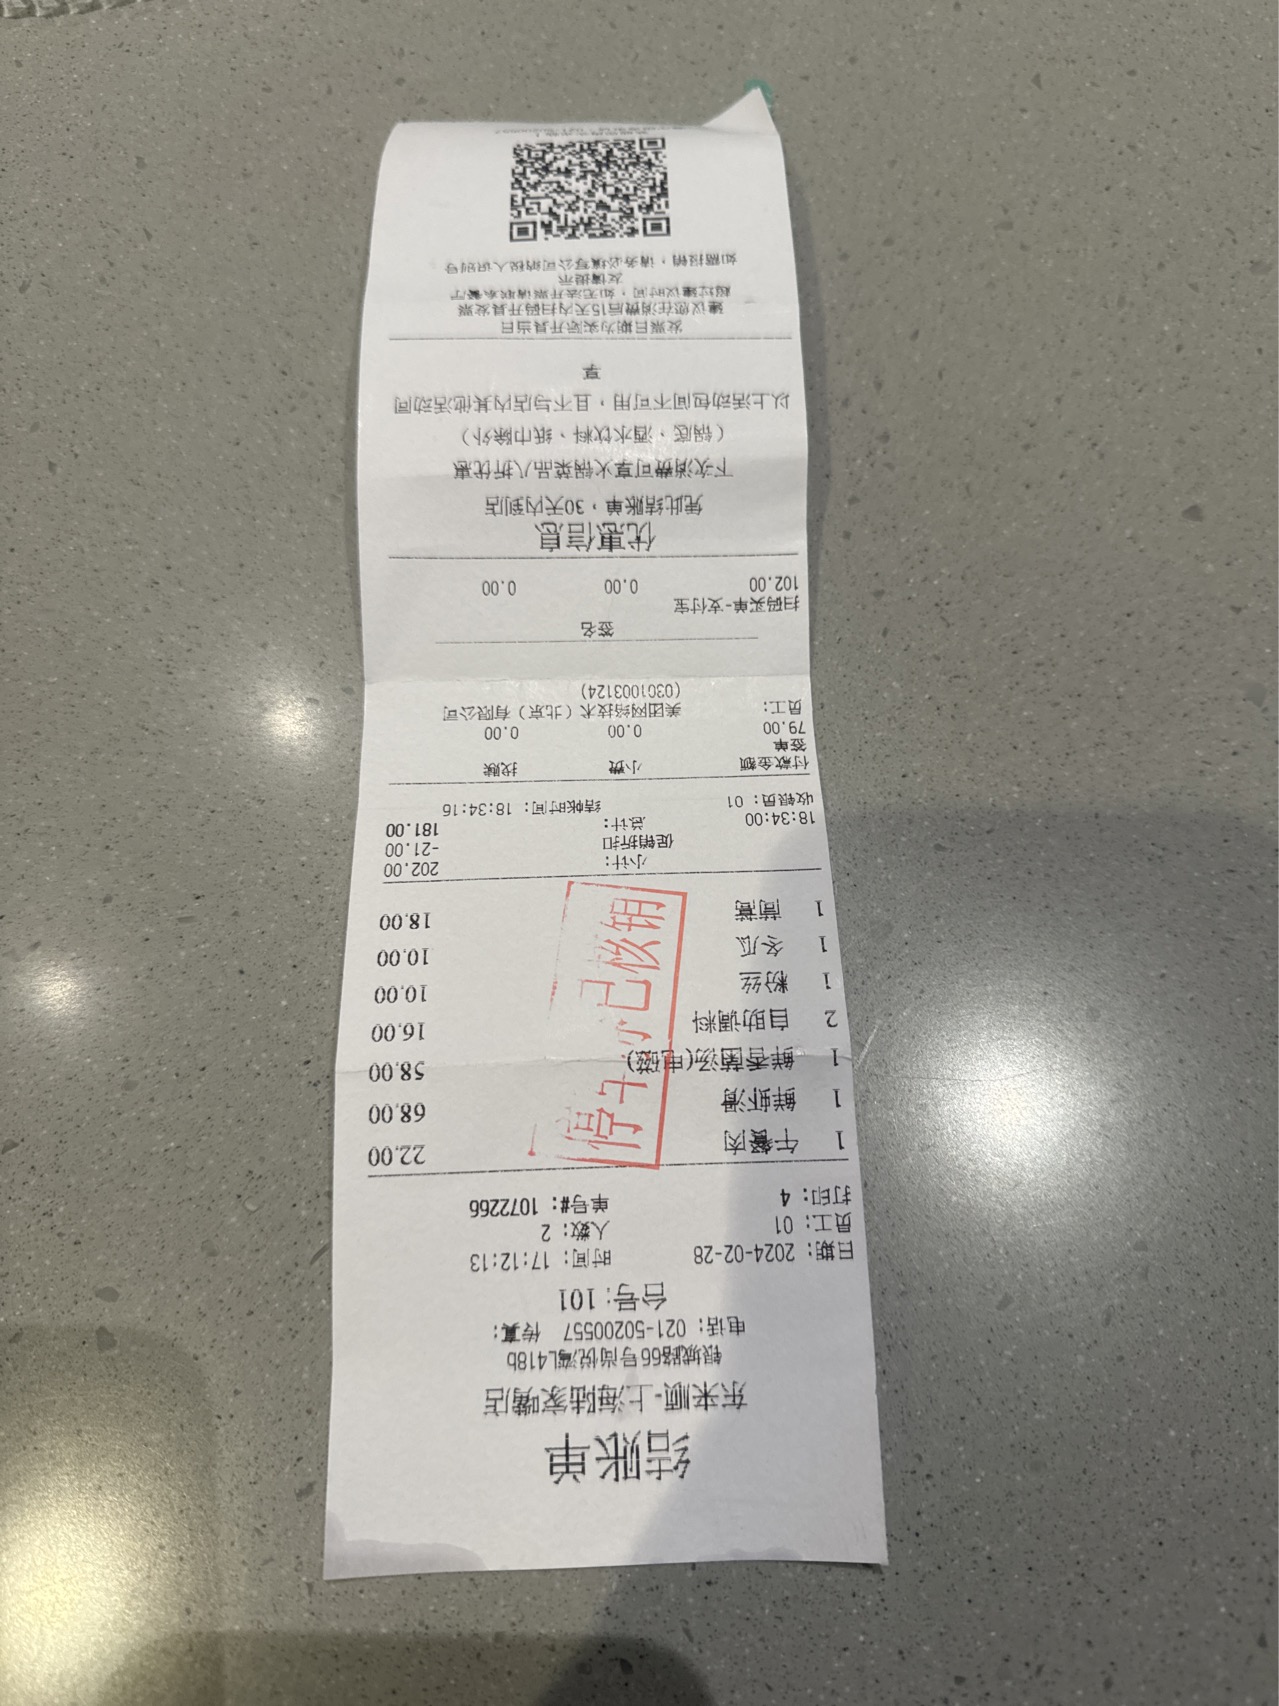 结账单
东来顺-上海陆家嘴店
银城路66号尚悦湾L418b
电话: 021-50200557 传真:
台号: 101
日期: 2024-02-28 时间: 17:12:13
员工: 01 人数: 2
打印: 4 单号#: 1072266
1 午餐肉 22.00
1 鲜虾滑 68.00
1 鲜香菌汤(电磁) 58.00
2 自助调料 16.00
1 粉丝 10.00
1 冬瓜 10.00
1 茼蒿 18.00
停车 已核销
小计: 202.00
促销折扣 -21.00
18:34:00 总计: 181.00
收银员: 01 结帐时间: 18:34:16
付款金额 小费 找赎
签单
79.00 0.00 0.00
员工: 美团网络技术（北京）有限公司
(0301003124)
签名
扫码买单-支付宝
102.00 0.00 0.00
优惠信息
凭此结账单，30天内到店
下次消费可享火锅菜品八折优惠
（锅底、酒水饮料、纸巾除外）
以上活动包间不可用，且不与店内其他活动同
享
发票日期为实际开具当日
建议您在消费后15天内扫码开具发票
超过建议时间，如无法开票请联系餐厅
友情提示
如需报销，请务必填写公司纳税人识别号